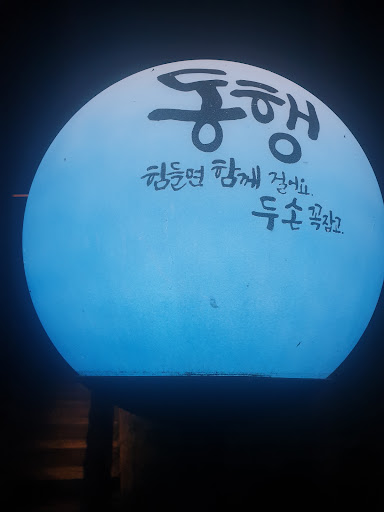 동행
힘들면 함께 걸어요.
두손 꼭잡고.